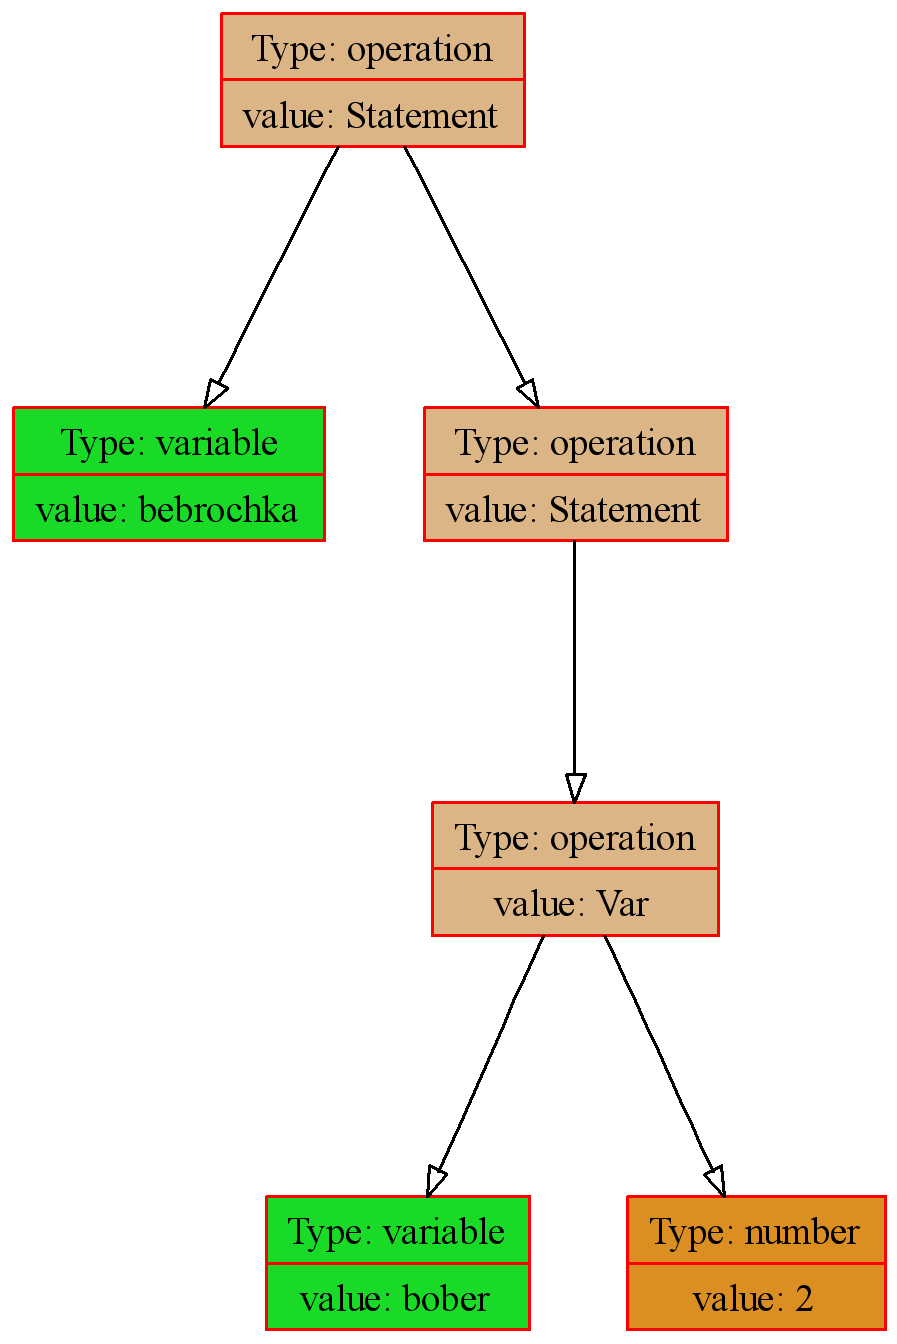 Type: operation
value: Statement
Type: variable
value: bebrochka
Type: operation
value: Statement
Type: operation
value: Var
Type: variable
value: bober
Type: number
value: 2